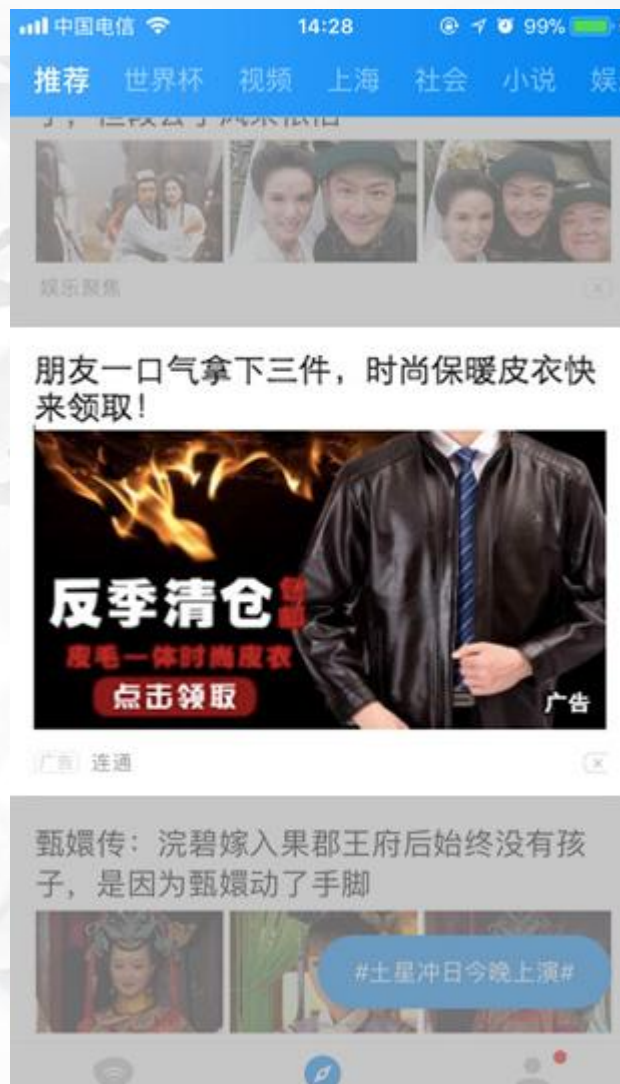 中国电信
14:28
99%
推荐 世界杯 视频 上海 社会 小说 娱
娱乐聚焦
朋友一口气拿下三件，时尚保暖皮衣快
来领取！
反季清仓
皮毛一体时尚皮衣
点击领取
广告
广告 连通
甄嬛传：浣碧嫁入果郡王府后始终没有孩
子，是因为甄嬛动了手脚
#土星冲日今晚上演#